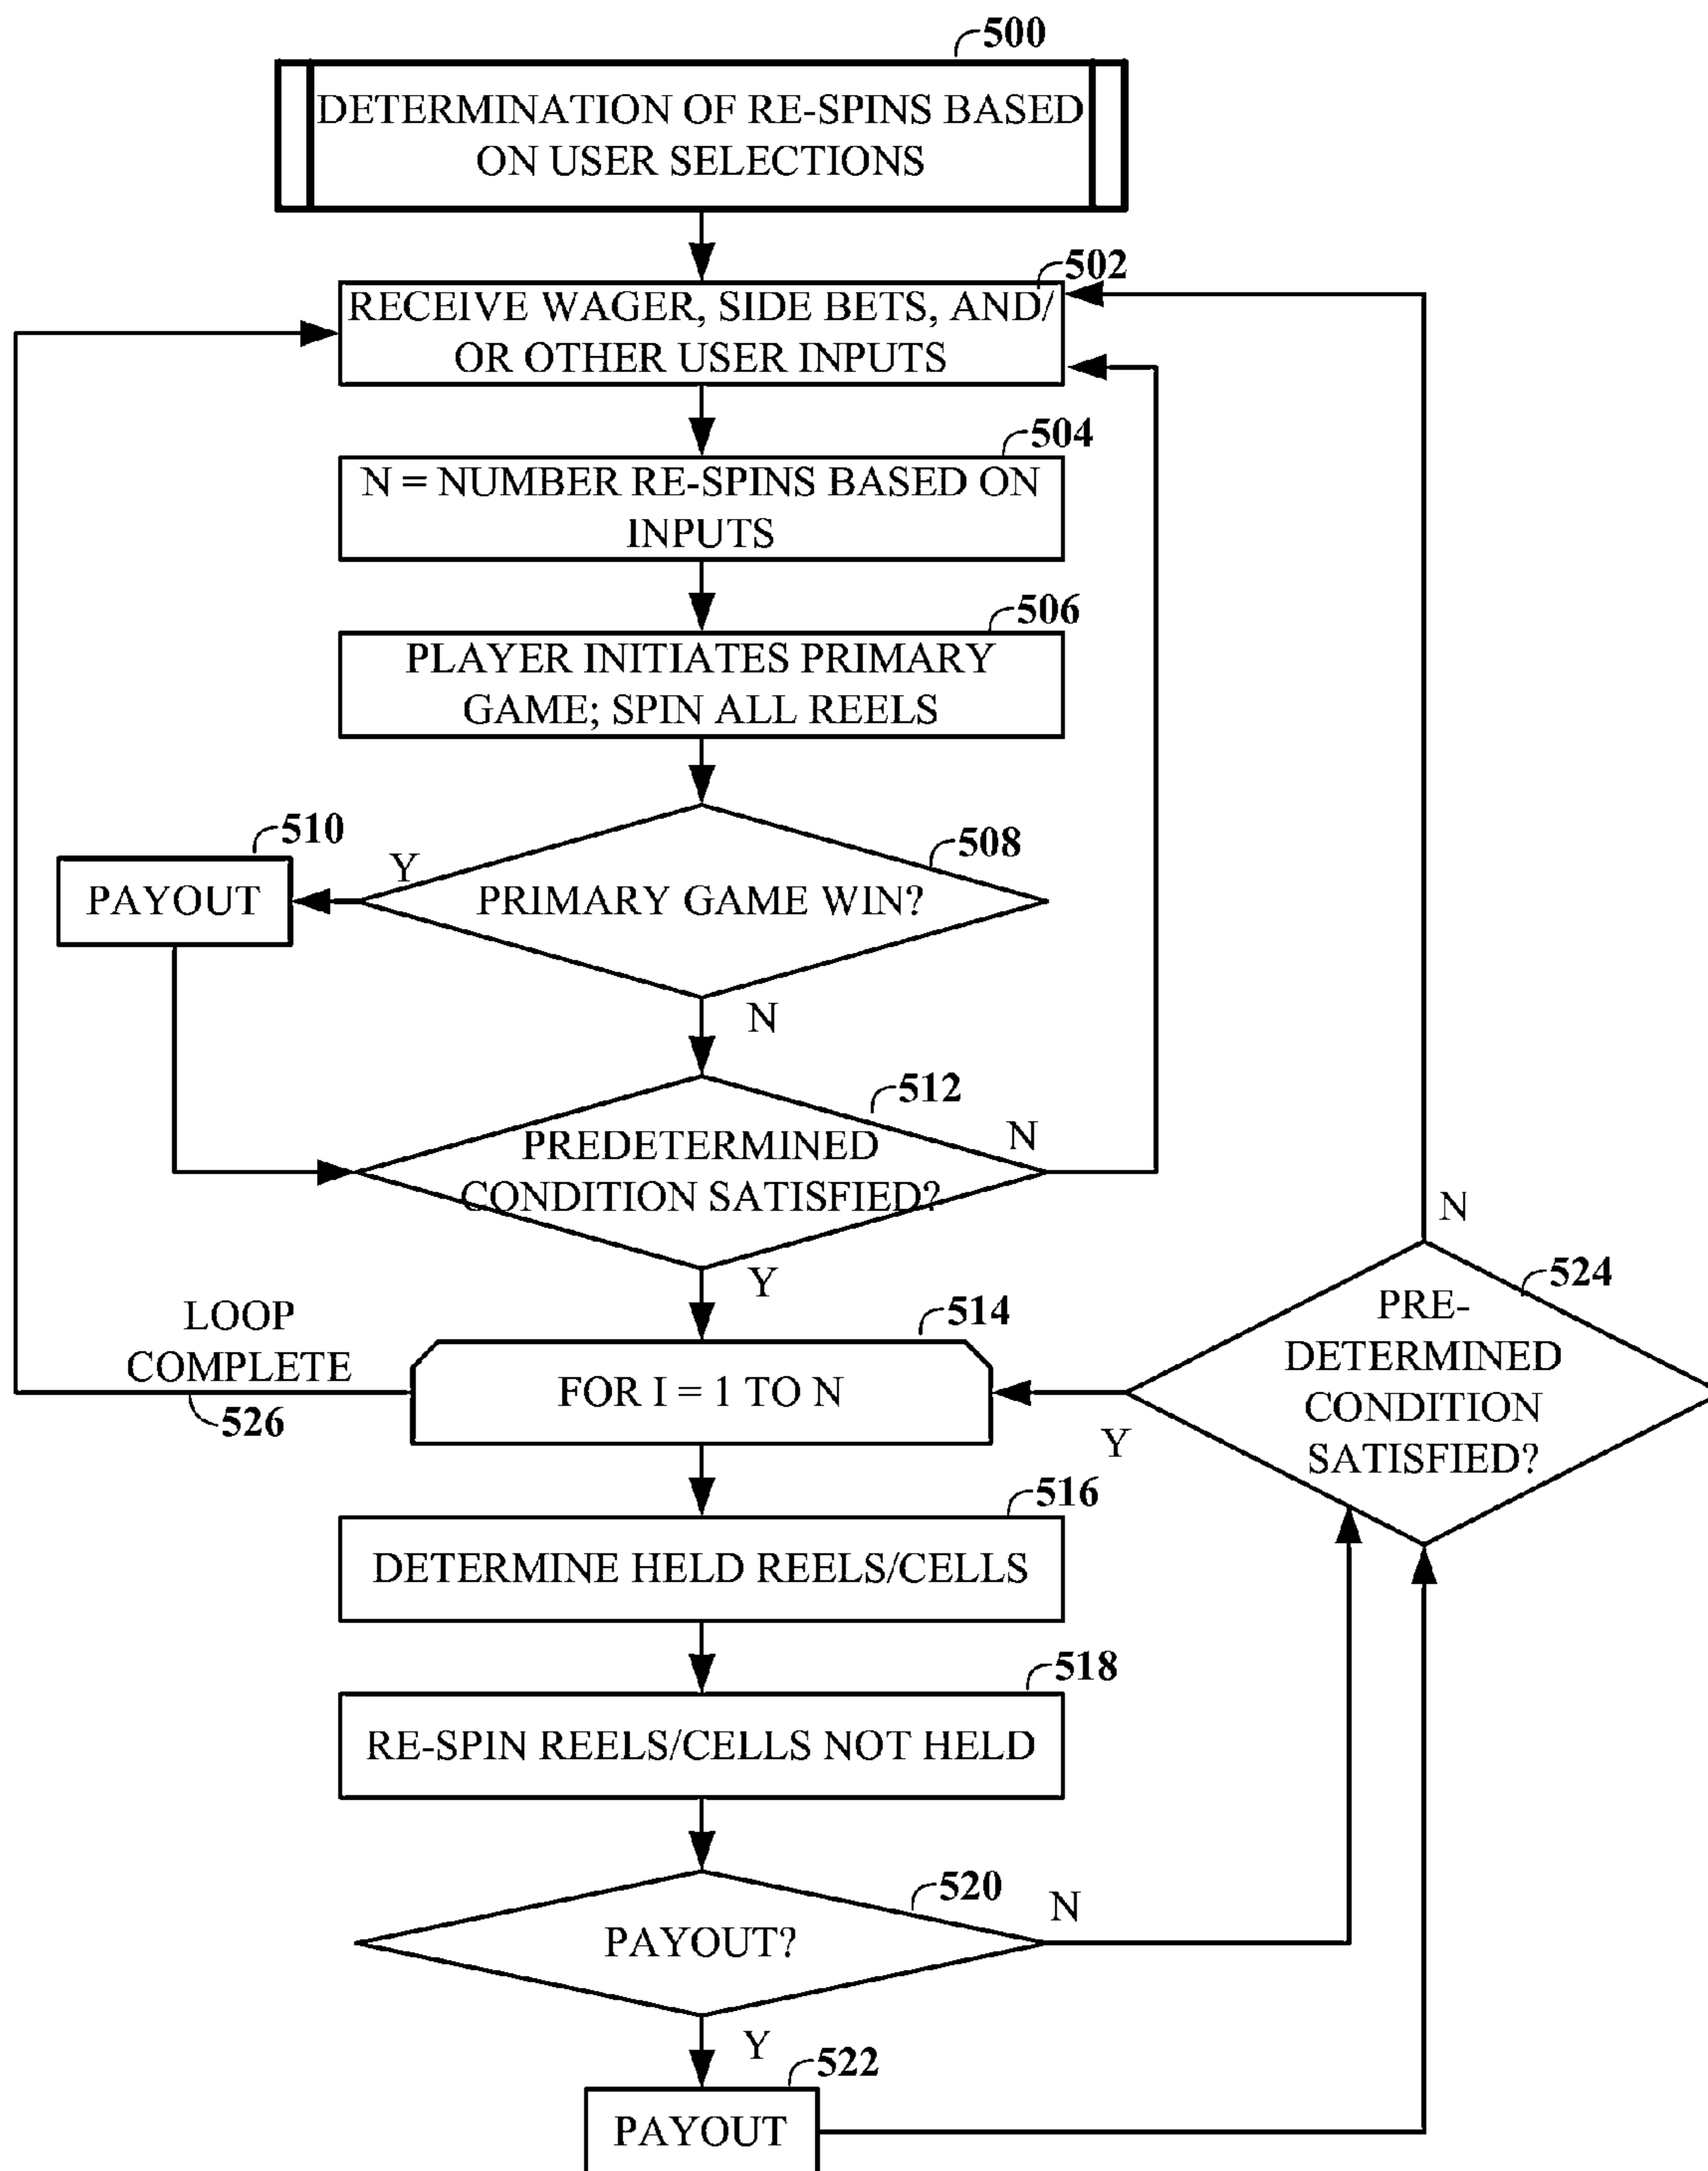 500
DETERMINATION OF RE-SPINS BASED
ON USER SELECTIONS
502
RECEIVE WAGER, SIDE BETS, AND/
OR OTHER USER INPUTS
504
N = NUMBER RE-SPINS BASED ON
INPUTS
506
PLAYER INITIATES PRIMARY
GAME; SPIN ALL REELS
508
PRIMARY GAME WIN?
Y
510
PAYOUT
N
512
PREDETERMINED
CONDITION SATISFIED?
N
Y
514
FOR I = 1 TO N
LOOP
COMPLETE
526
516
DETERMINE HELD REELS/CELLS
518
RE-SPIN REELS/CELLS NOT HELD
520
PAYOUT?
N
Y
522
PAYOUT
524
PRE-
DETERMINED
CONDITION
SATISFIED?
N
Y